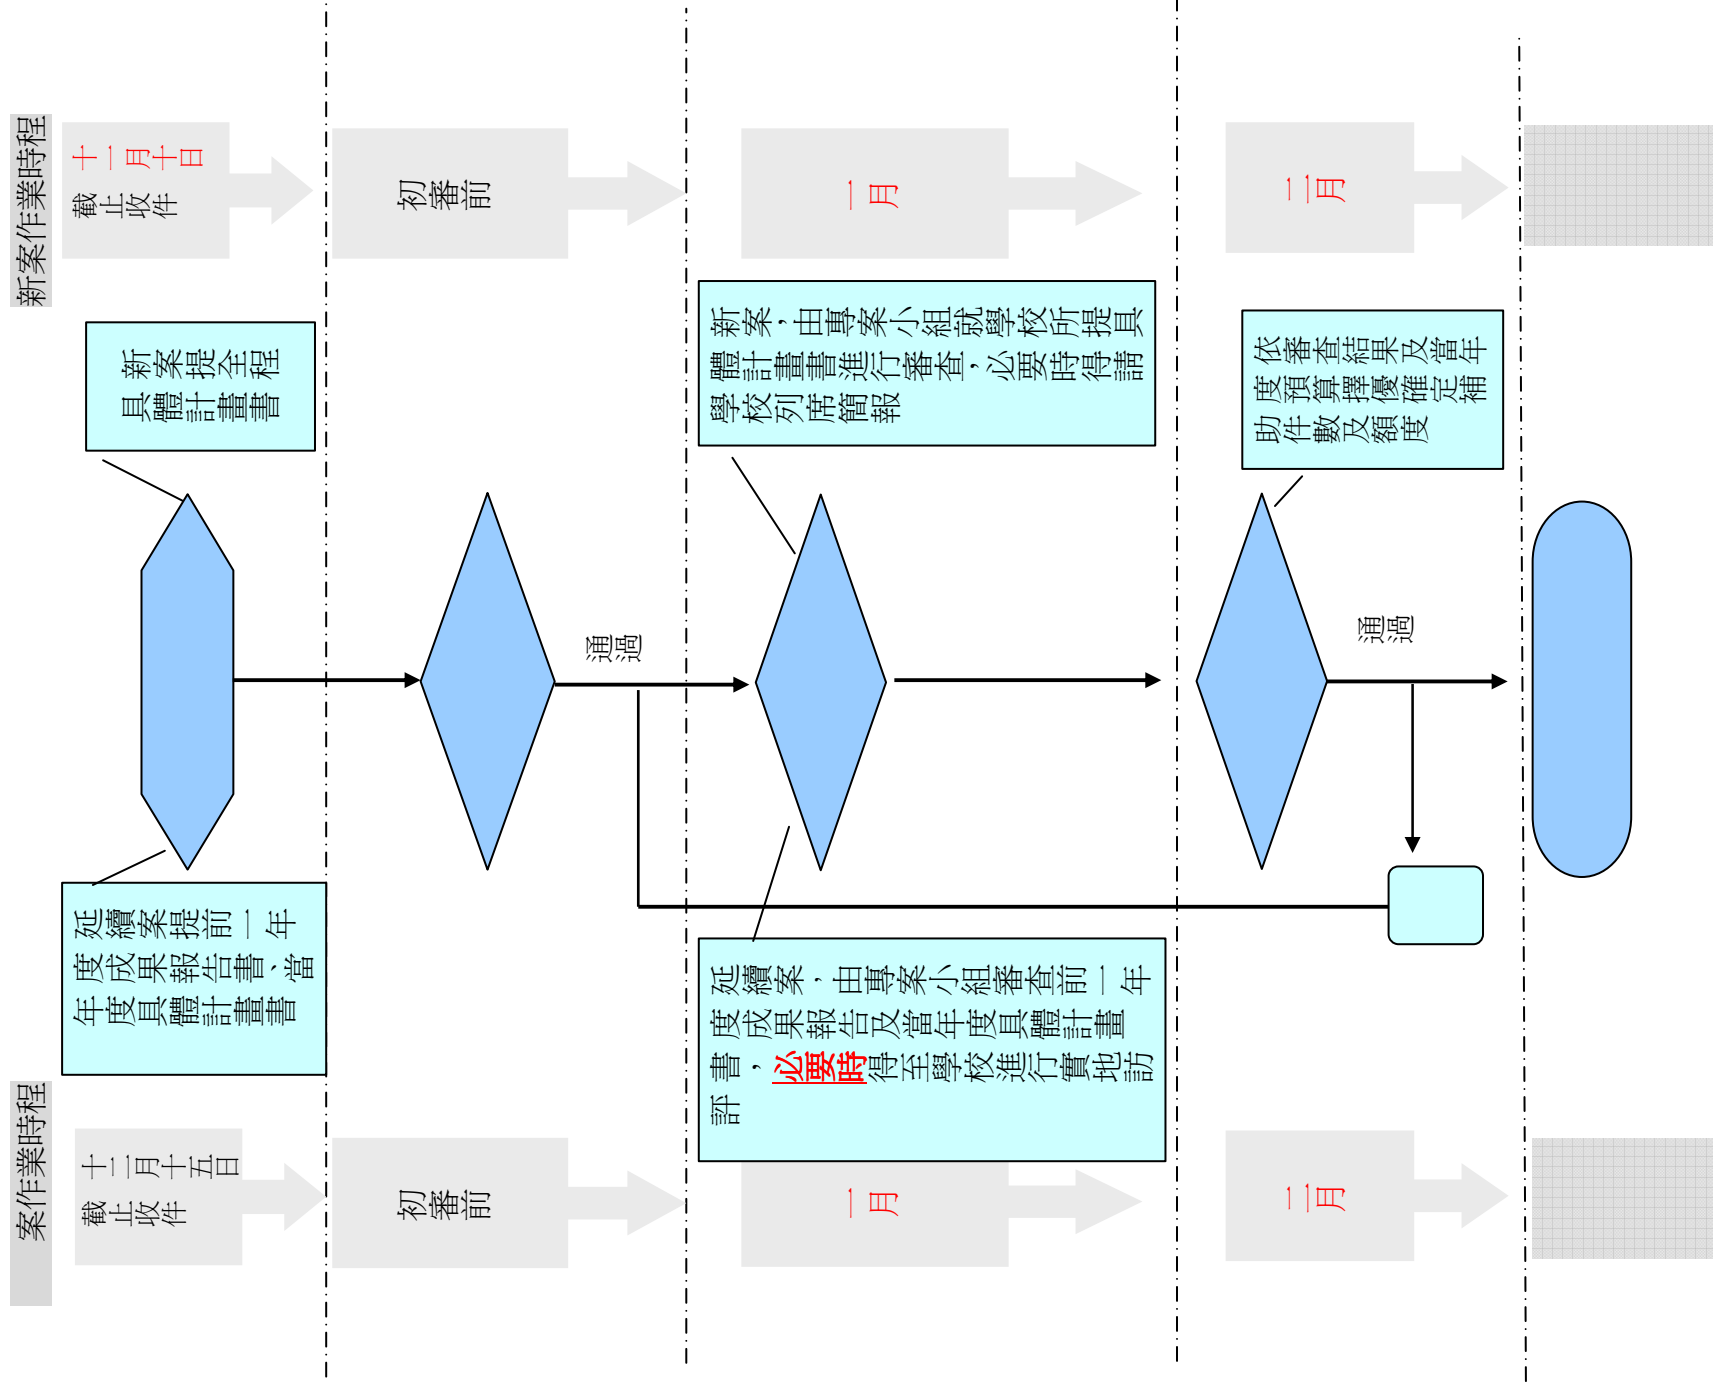 新案作業時程
十一月十日
截止收件
初審前
一月
二月
新案提全程
具體計畫書
新案，由專案小組就學校所提具
體計畫書進行審查，必要時得請
學校列席簡報
依審查結果及當年
度預算擇優確定補
助件數及額度
通過
通過
延續案提前一年
度成果報告書、當
年度具體計畫書
延續案，由專案小組審查前一年
度成果報告及當年度具體計畫
書，必要時得至學校進行實地訪
評
案作業時程
十二月十五日
截止收件
初審前
一月
二月